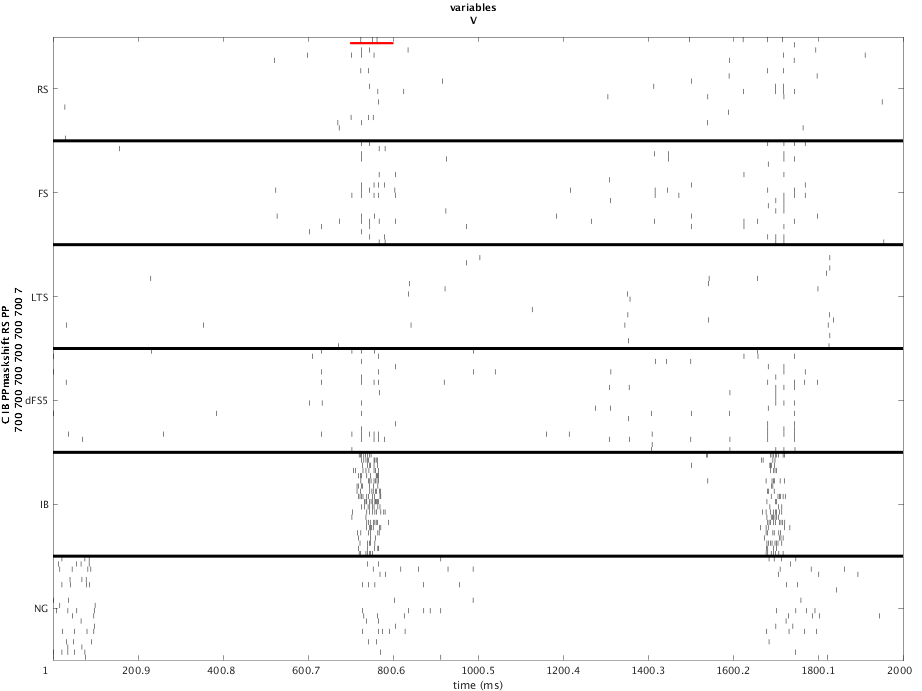 variables
V
RS
FS
LTS
dFS5
IB
NG
C IB PPmaskshift RS PP
700 700 700 700 700 700 7
1
200.9
400.8
600.7
800.6
1000.5
1200.4
1400.3
1600.2
1800.1
2000
time (ms)